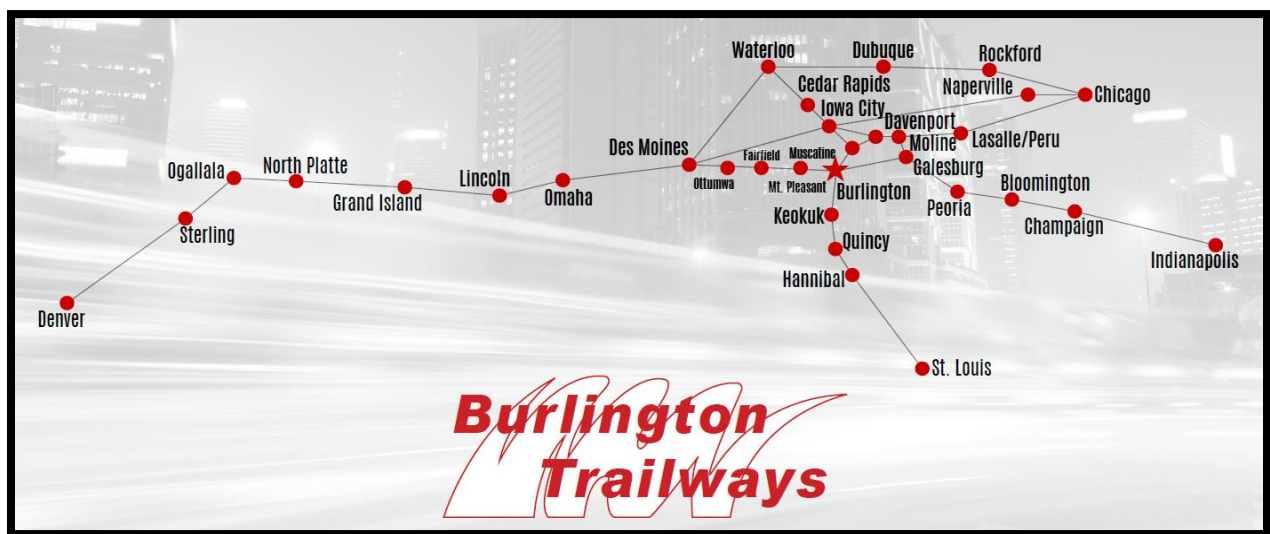 Waterloo
Dubuque
Rockford
Cedar Rapids
Naperville
Chicago
Iowa City
Davenport
Lasalle/Peru
Des Moines
Fairfield
Muscatine
Moline
Ottumwa
Mt. Pleasant
Galesburg
Burlington
Bloomington
Peoria
Champaign
Indianapolis
Ogallala
North Platte
Grand Island
Lincoln
Omaha
Sterling
Keokuk
Quincy
Hannibal
Denver
St. Louis
Burlington
Trailways